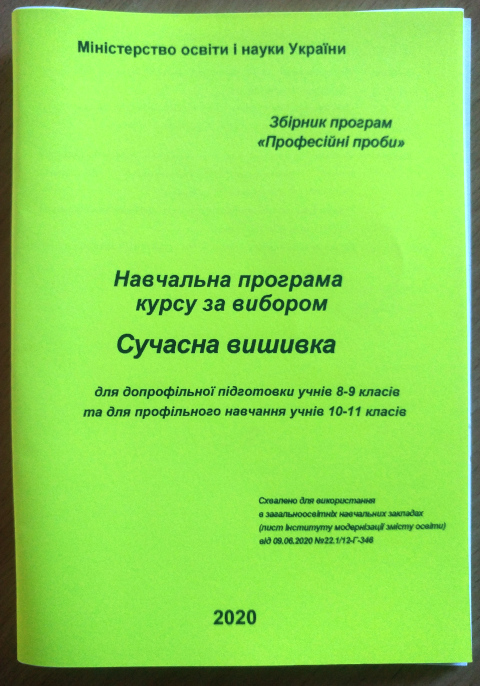 Міністерство освіти і науки України
Збірник програм
«Професійні проби»
Навчальна програма
курсу за вибором
Сучасна вишивка
для допрофільної підготовки учнів 8-9 класів
та для профільного навчання учнів 10-11 класів
Схвалено для використання
в загальноосвітніх навчальних закладах
(лист Інституту модернізації змісту освіти)
від 09.06.2020 №22.1/12-Г-346
2020